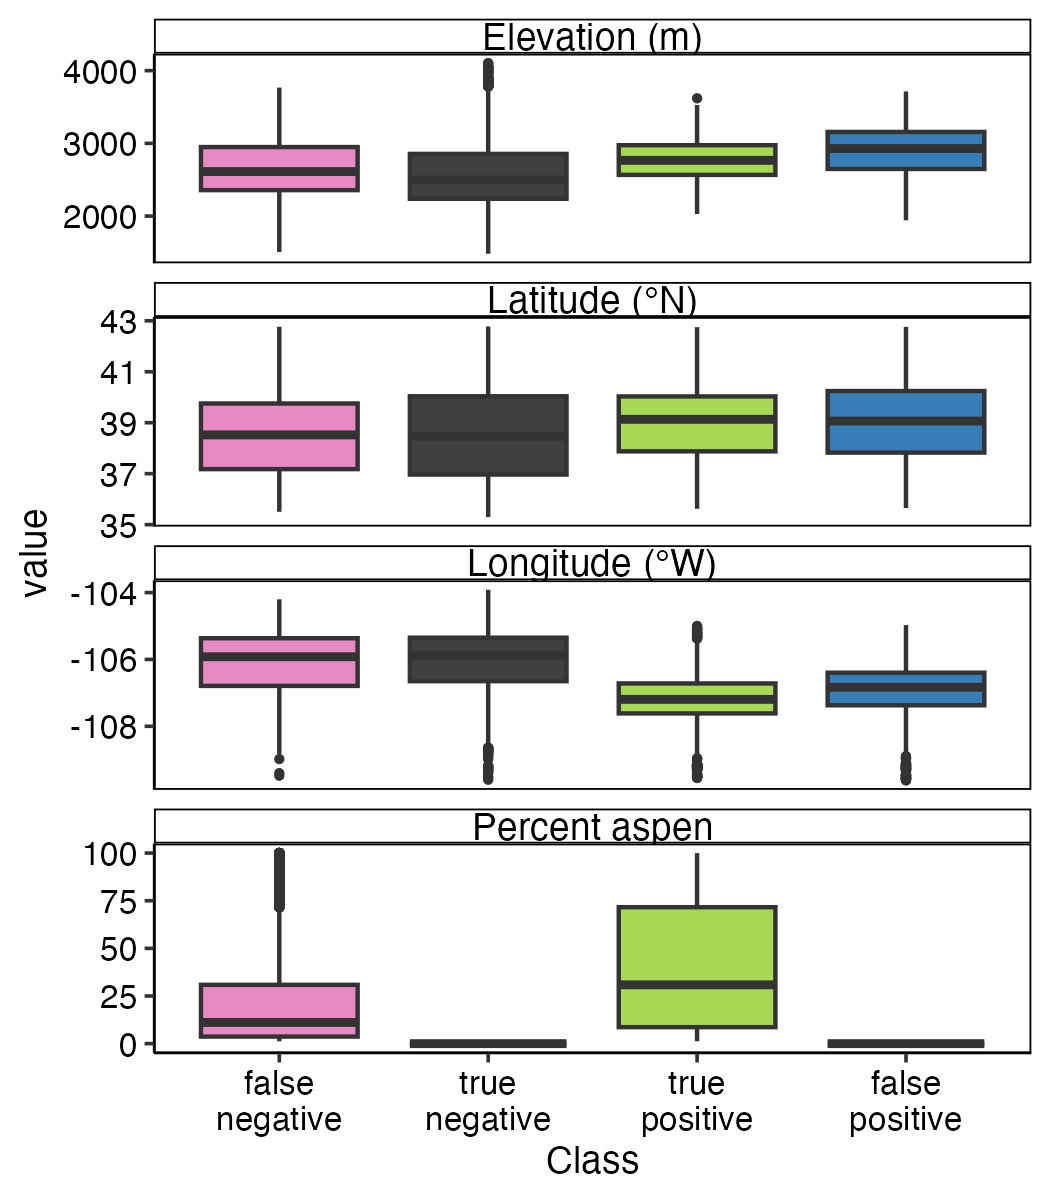 Elevation (m)
4000
3000
2000
Latitude (°N)
43
41
39
37
35
value
Longitude (°W)
-104
-106
-108
Percent aspen
100
75
50
25
0
false
negative
true
negative
true
positive
false
positive
Class